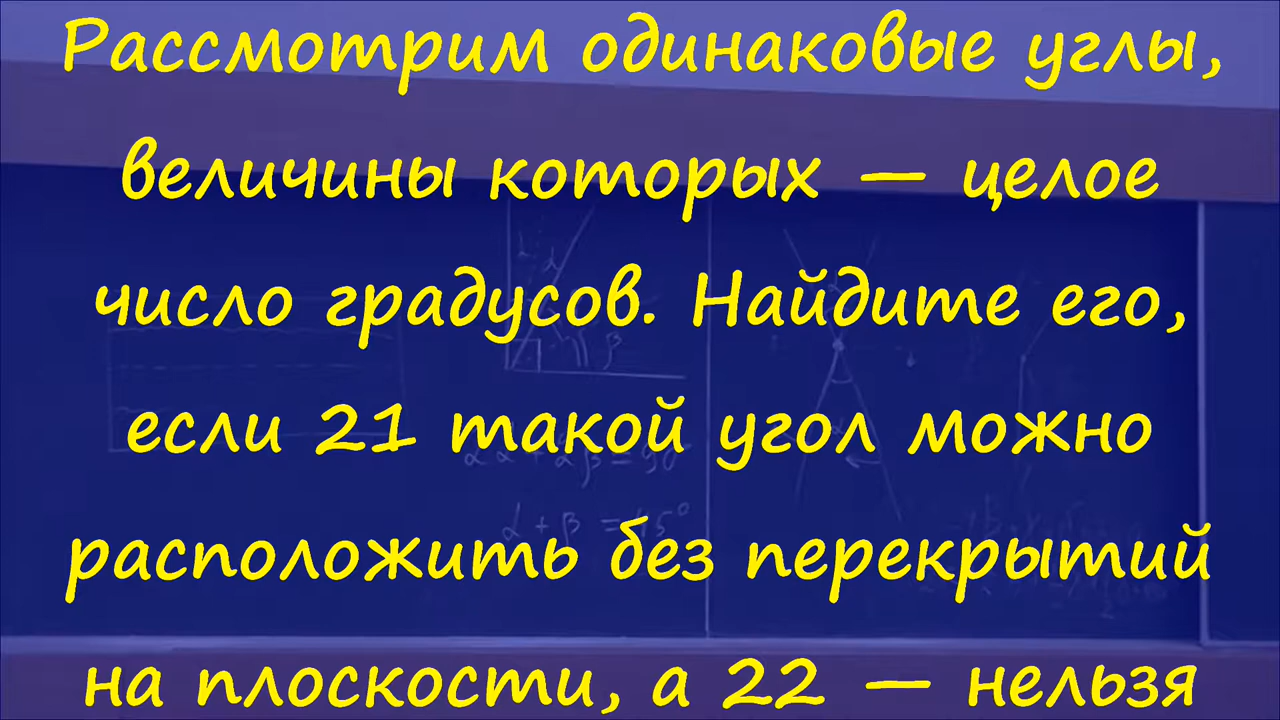 Рассмотрим одинаковые углы,
величины которых — целое
число градусов. Найдите его,
если 21 такой угол можно
расположить без перекрытий
на плоскости, а 22 — нельзя